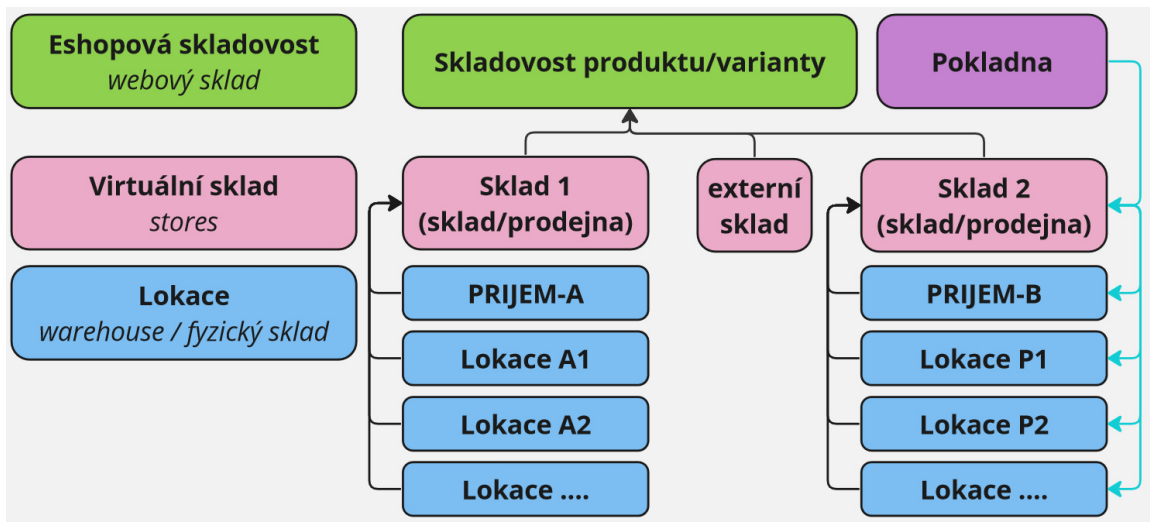 Eshopová skladovost
webový sklad
Skladovost produktu/varianty
Pokladna
Virtuální sklad
stores
Sklad 1
(sklad/prodejna)
externí
sklad
Sklad 2
(sklad/prodejna)
Lokace
warehouse / fyzický sklad
PRIJEM-A
PRIJEM-B
Lokace A1
Lokace P1
Lokace A2
Lokace P2
Lokace ....
Lokace ....